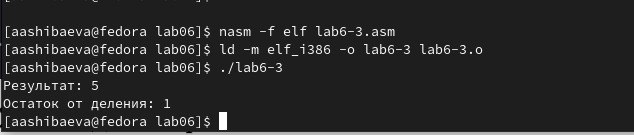 [aashibaeva@fedora lab06]$ nasm -f elf lab6-3.asm
[aashibaeva@fedora lab06]$ ld -m elf_i386 -o lab6-3 lab6-3.o
[aashibaeva@fedora lab06]$ ./lab6-3
Результат: 5
Остаток от деления: 1
[aashibaeva@fedora lab06]$